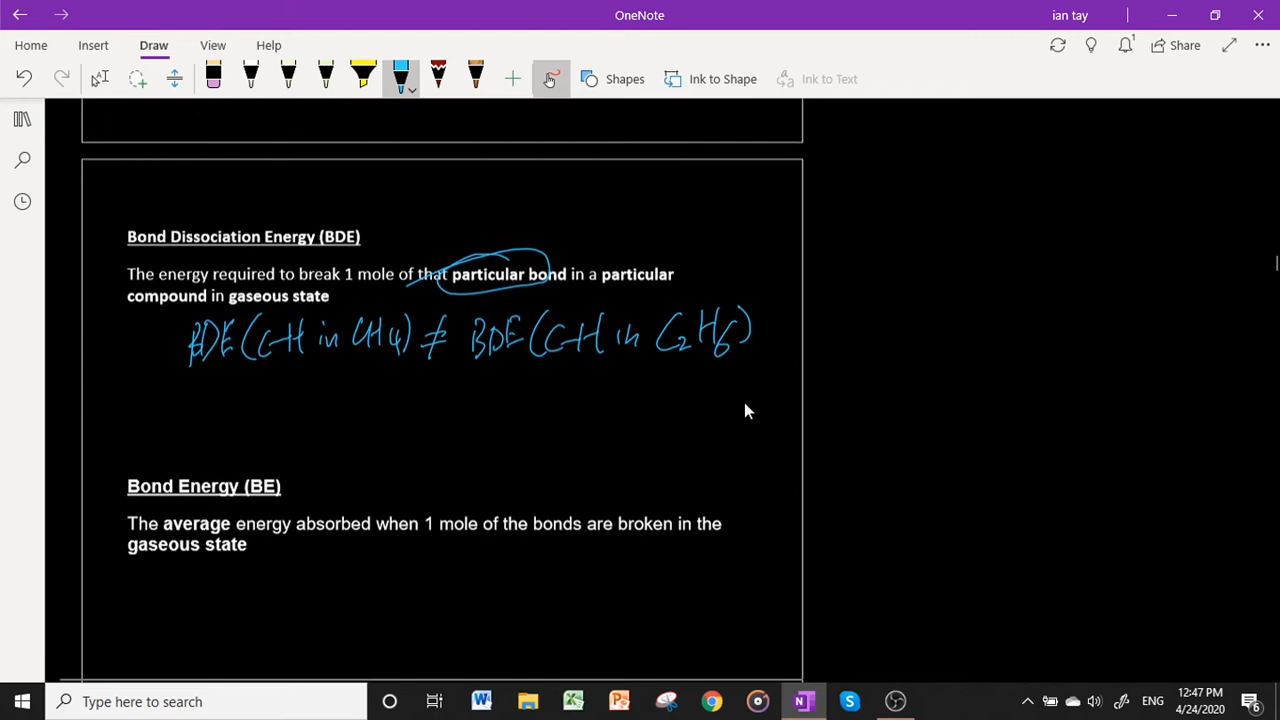 OneNote
ian tay
Home Insert Draw View Help
Share
Shapes
Ink to Shape
Ink to Text
Bond Dissociation Energy (BDE)
The energy required to break 1 mole of that particular bond in a particular
compound in gaseous state
BDE(C-H in CH4) ≠ BDE(C-H in C2H6)
Bond Energy (BE)
The average energy absorbed when 1 mole of the bonds are broken in the
gaseous state
Type here to search
ENG
12:47 PM
4/24/2020
6